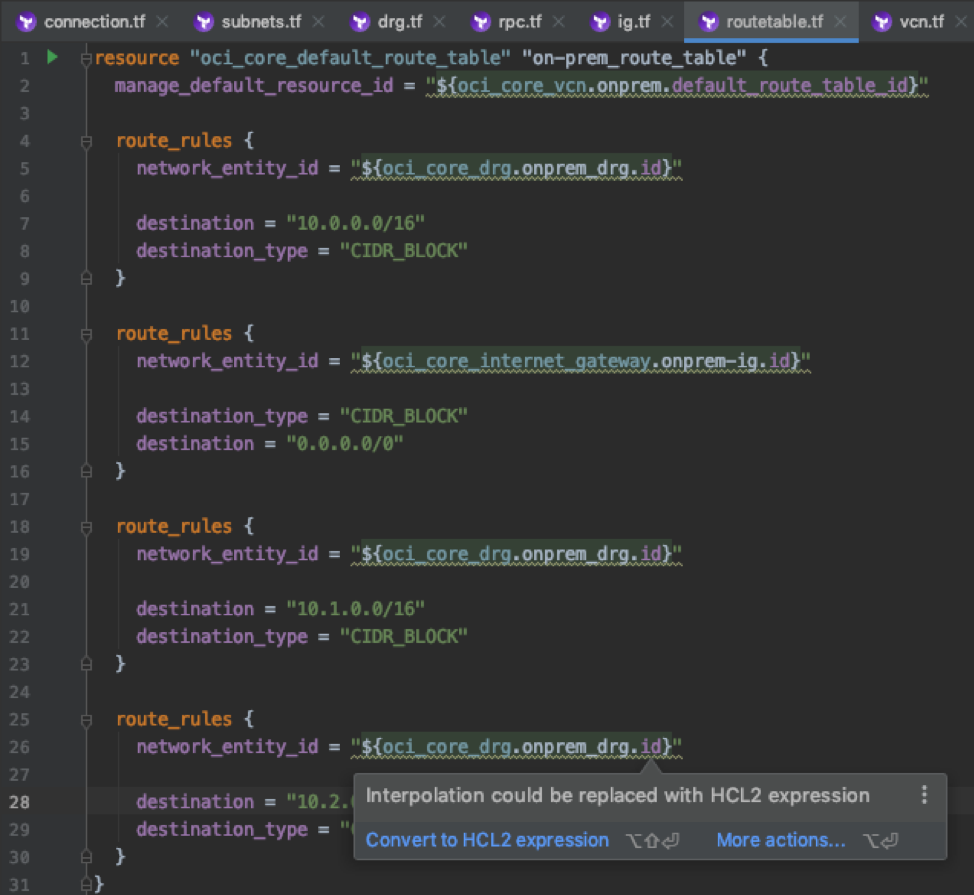 connection.tf × subnets.tf × drg.tf × rpc.tf × ig.tf × routetable.tf × vcn.tf ×
1 resource "oci_core_default_route_table" "on-prem_route_table" {
2 manage_default_resource_id = "${oci_core_vcn.onprem.default_route_table_id}"
3
4 route_rules {
5 network_entity_id = "${oci_core_drg.onprem_drg.id}"
6
7 destination = "10.0.0.0/16"
8 destination_type = "CIDR_BLOCK"
9 }
10
11 route_rules {
12 network_entity_id = "${oci_core_internet_gateway.onprem-ig.id}"
13
14 destination_type = "CIDR_BLOCK"
15 destination = "0.0.0.0/0"
16 }
17
18 route_rules {
19 network_entity_id = "${oci_core_drg.onprem_drg.id}"
20
21 destination = "10.1.0.0/16"
22 destination_type = "CIDR_BLOCK"
23 }
24
25 route_rules {
26 network_entity_id = "${oci_core_drg.onprem_drg.id}"
27
Interpolation could be replaced with HCL2 expression
28 destination = "10.2.
29 destination_type = "
Convert to HCL2 expression ⌥⇧⏎ More actions... ⌥⏎
30 }
31 }